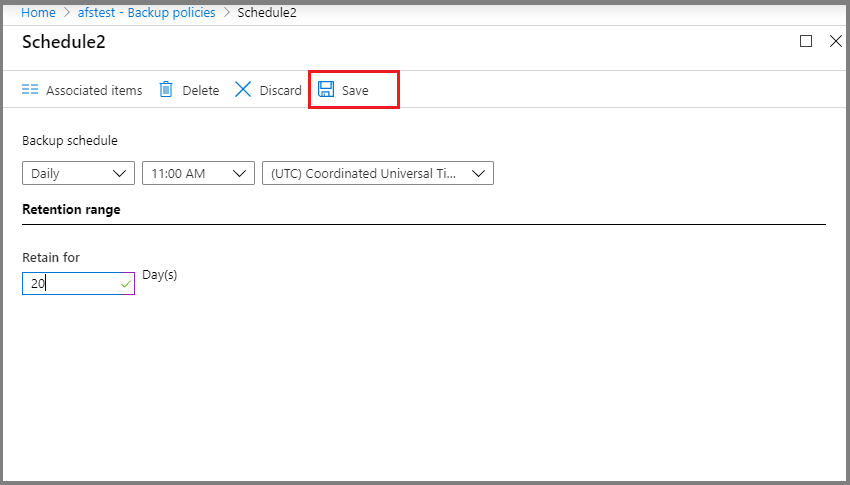 Home > afstest - Backup policies > Schedule2
Schedule2
Associated items Delete Discard Save
Backup schedule
Daily 11:00 AM (UTC) Coordinated Universal Ti...
Retention range
Retain for
20 Day(s)